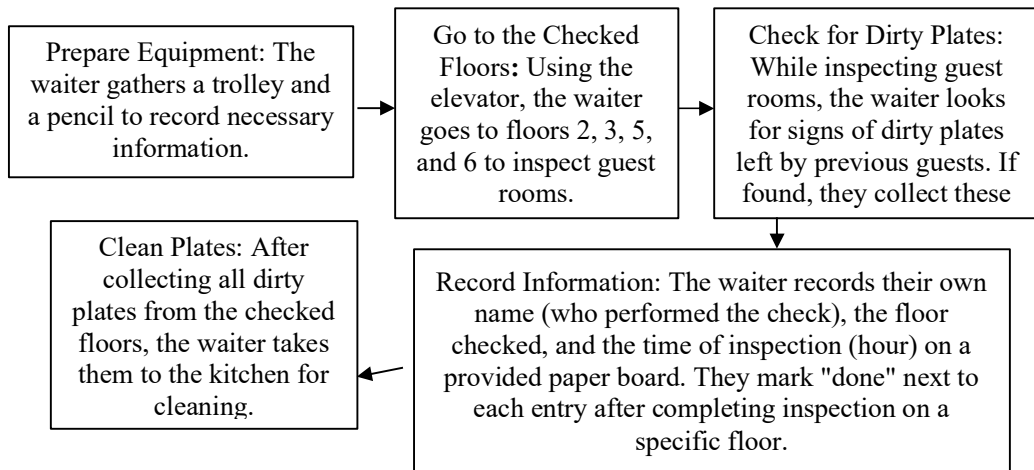 Prepare Equipment: The
waiter gathers a trolley and
a pencil to record necessary
information.
Go to the Checked
Floors: Using the
elevator, the waiter
goes to floors 2, 3, 5,
and 6 to inspect guest
rooms.
Check for Dirty Plates:
While inspecting guest
rooms, the waiter looks
for signs of dirty plates
left by previous guests. If
found, they collect these
Record Information: The waiter records their own
name (who performed the check), the floor
checked, and the time of inspection (hour) on a
provided paper board. They mark "done" next to
each entry after completing inspection on a
specific floor.
Clean Plates: After
collecting all dirty
plates from the checked
floors, the waiter takes
them to the kitchen for
cleaning.